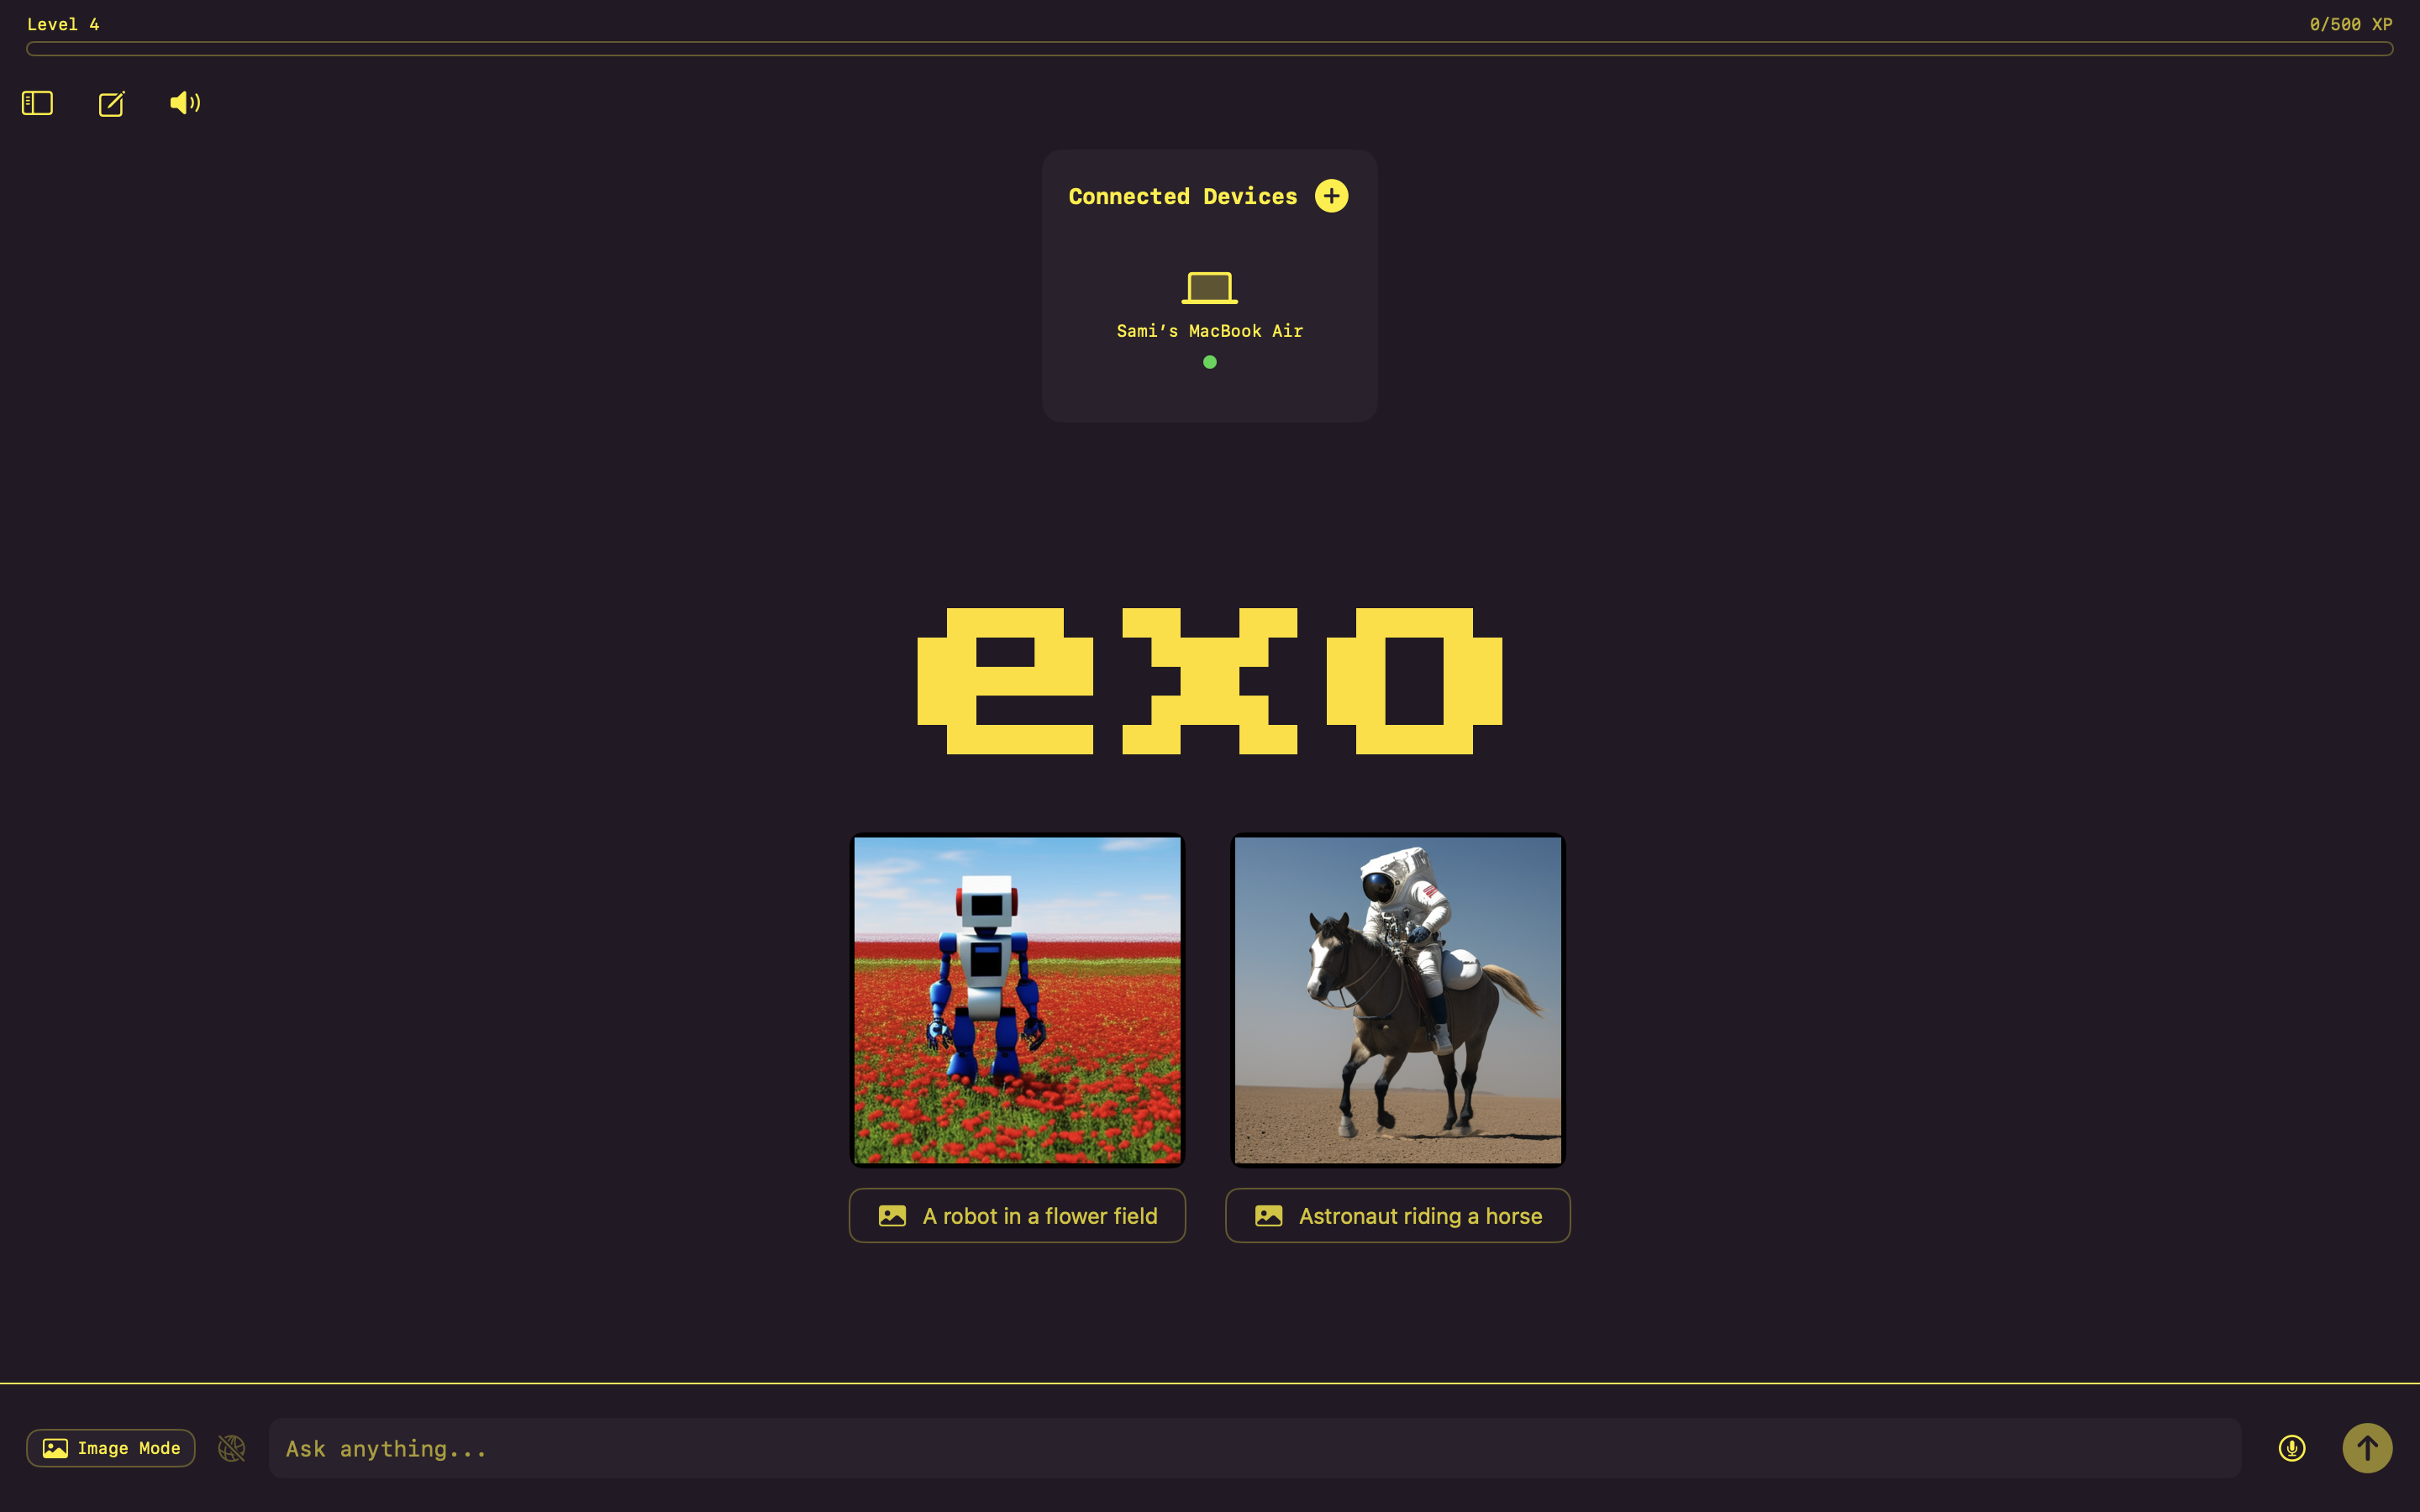 Level 4
0/500 XP
Connected Devices
Sami’s MacBook Air
exo
A robot in a flower field
Astronaut riding a horse
Image Mode
Ask anything...